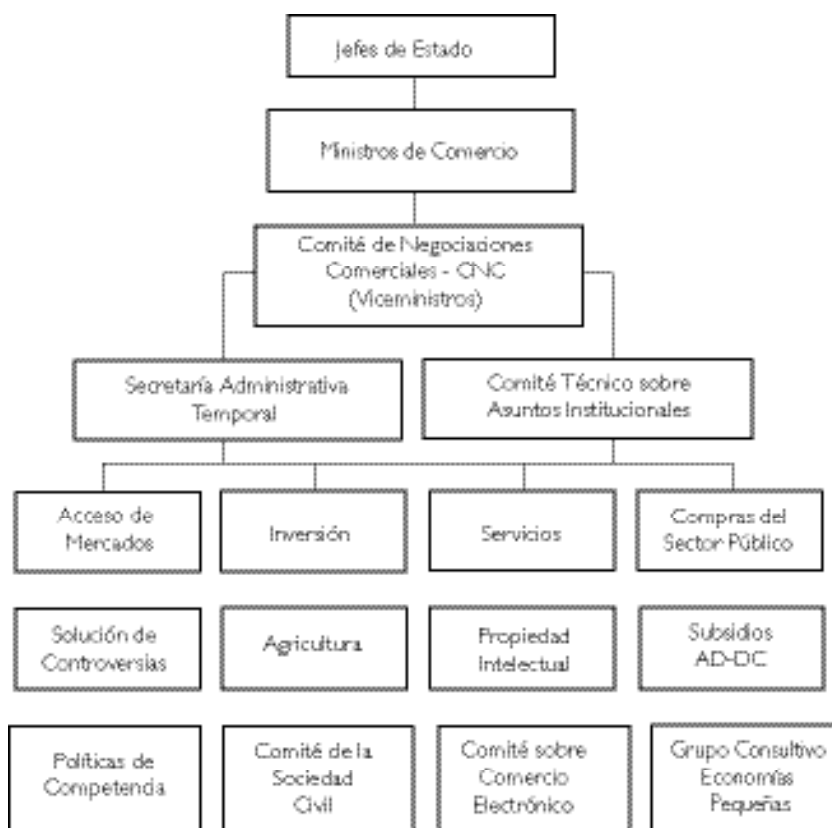 Jefes de Estado
Ministros de Comercio
Comité de Negociaciones
Comerciales - CNC
(Viceministros)
Secretaría Administrativa
Temporal
Comité Técnico sobre
Asuntos Institucionales
Acceso de
Mercados
Inversión
Servicios
Compras del
Sector Público
Solución de
Controversias
Agricultura
Propiedad
Intelectual
Subsidios
AD-DC
Políticas de
Competencia
Comité de la
Sociedad
Civil
Comité sobre
Comercio
Electrónico
Grupo Consultivo
Economías
Pequeñas